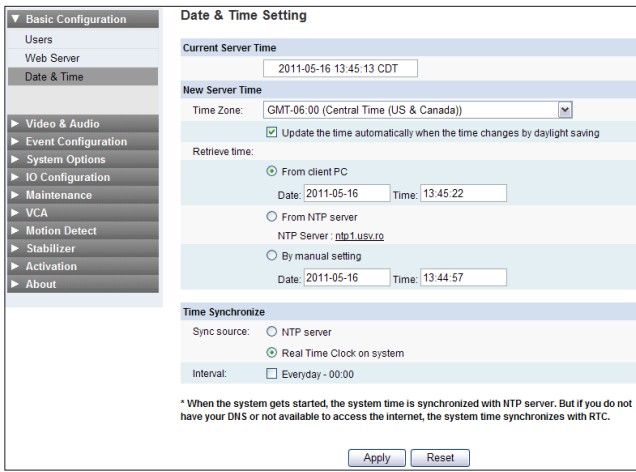 Basic Configuration
Users
Web Server
Date & Time
Video & Audio
Event Configuration
System Options
IO Configuration
Maintenance
VCA
Motion Detect
Stabilizer
Activation
About
Date & Time Setting
Current Server Time
2011-05-16 13:45:13 CDT
New Server Time
Time Zone: GMT-06:00 (Central Time (US & Canada))
Update the time automatically when the time changes by daylight saving
Retrieve time:
From client PC
Date: 2011-05-16 Time: 13:45:22
From NTP server
NTP Server : ntp1.usv.ro
By manual setting
Date: 2011-05-16 Time: 13:44:57
Time Synchronize
Sync source: NTP server
Real Time Clock on system
Interval: Everyday - 00:00
* When the system gets started, the system time is synchronized with NTP server. But if you do not
have your DNS or not available to access the internet, the system time synchronizes with RTC.
Apply Reset